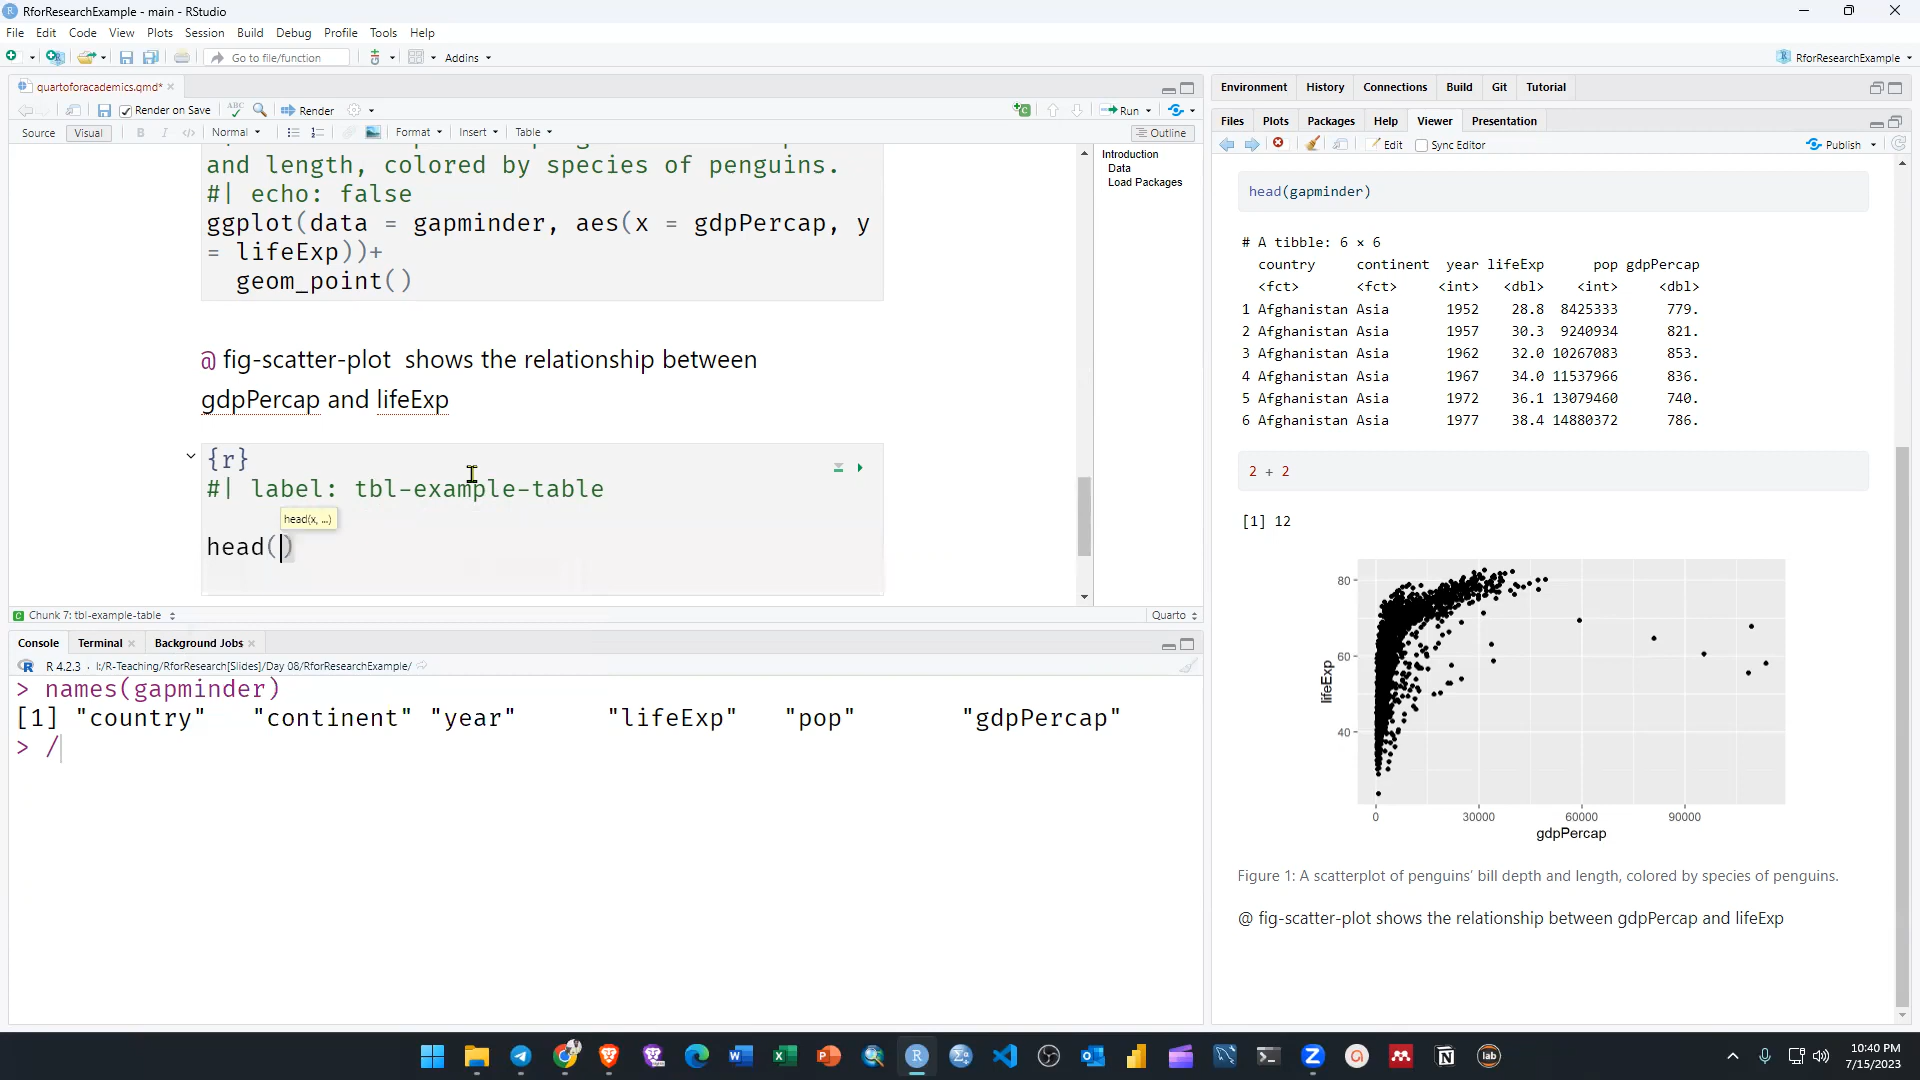 RforResearchExample - main - RStudio
File Edit Code View Plots Session Build Debug Profile Tools Help
Go to file/function Addins RforResearchExample
quartoforacademics.qmd*
Render on Save ABC Render Run
Source Visual B I </> Normal Format Insert Table Outline
and length, colored by species of penguins.
#| echo: false
ggplot(data = gapminder, aes(x = gdpPercap, y
= lifeExp))+
geom_point()
@ fig-scatter-plot shows the relationship between
gdpPercap and lifeExp
{r}
#| label: tbl-example-table
head(x, ...)
head()
Chunk 7: tbl-example-table Quarto
Introduction
Data
Load Packages
Console Terminal Background Jobs
R 4.2.3 · I:/R-Teaching/RforResearch[Slides]/Day 08/RforResearchExample/
> names(gapminder)
[1] "country" "continent" "year" "lifeExp" "pop" "gdpPercap"
> /
Environment History Connections Build Git Tutorial
Files Plots Packages Help Viewer Presentation
Edit Sync Editor Publish
head(gapminder)
# A tibble: 6 × 6
country continent year lifeExp pop gdpPercap
<fct> <fct> <int> <dbl> <int> <dbl>
1 Afghanistan Asia 1952 28.8 8425333 779.
2 Afghanistan Asia 1957 30.3 9240934 821.
3 Afghanistan Asia 1962 32.0 10267083 853.
4 Afghanistan Asia 1967 34.0 11537966 836.
5 Afghanistan Asia 1972 36.1 13079460 740.
6 Afghanistan Asia 1977 38.4 14880372 786.
2 + 2
[1] 12
80
60
40
lifeExp
0 30000 60000 90000
gdpPercap
Figure 1: A scatterplot of penguins' bill depth and length, colored by species of penguins.
@ fig-scatter-plot shows the relationship between gdpPercap and lifeExp
lab
10:40 PM
7/15/2023